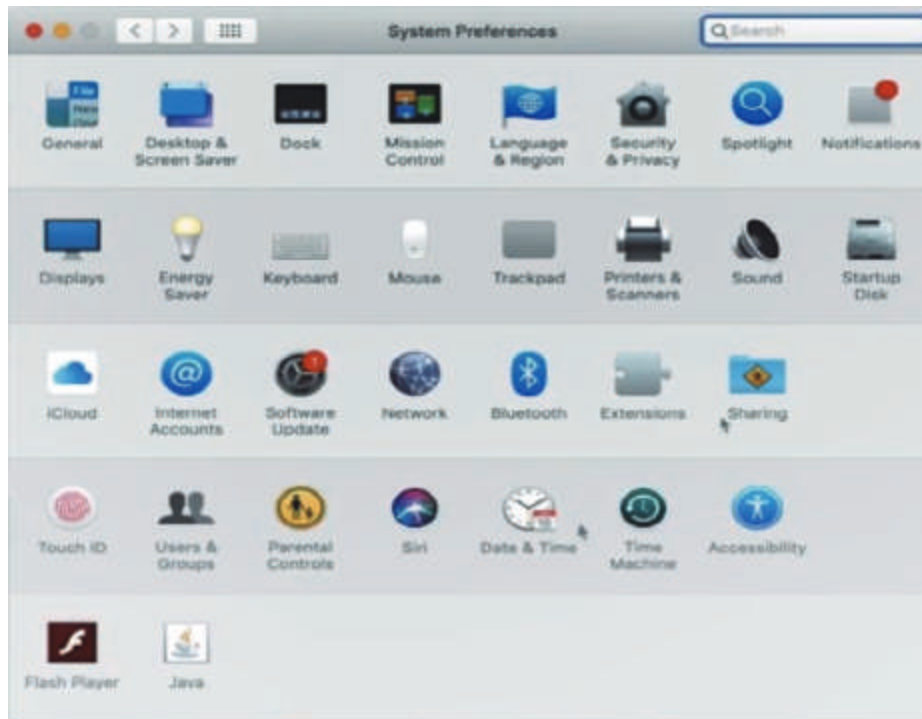 System Preferences
Search
General
Desktop &
Screen Saver
Dock
Mission
Control
Language
& Region
Security
& Privacy
Spotlight
Notifications
Displays
Energy
Saver
Keyboard
Mouse
Trackpad
Printers &
Scanners
Sound
Startup
Disk
iCloud
Internet
Accounts
1
Software
Update
Network
Bluetooth
Extensions
Sharing
Touch ID
Users &
Groups
Parental
Controls
Siri
Date & Time
Time
Machine
Accessibility
Flash Player
Java